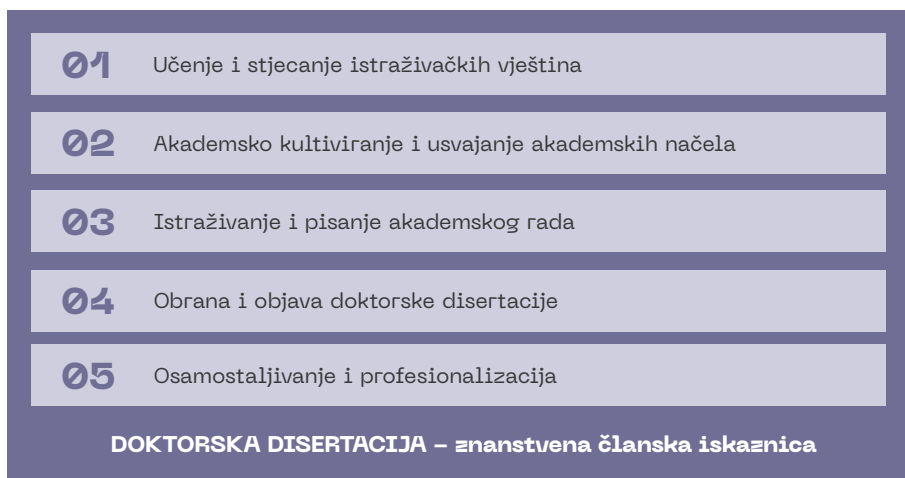 01 Učenje i stjecanje istraživačkih vještina
02 Akademsko kultiviranje i usvajanje akademskih načela
03 Istraživanje i pisanje akademskog rada
04 Obrana i objava doktorske disertacije
05 Osamostaljivanje i profesionalizacija
DOKTORSKA DISERTACIJA – znanstvena članska iskaznica